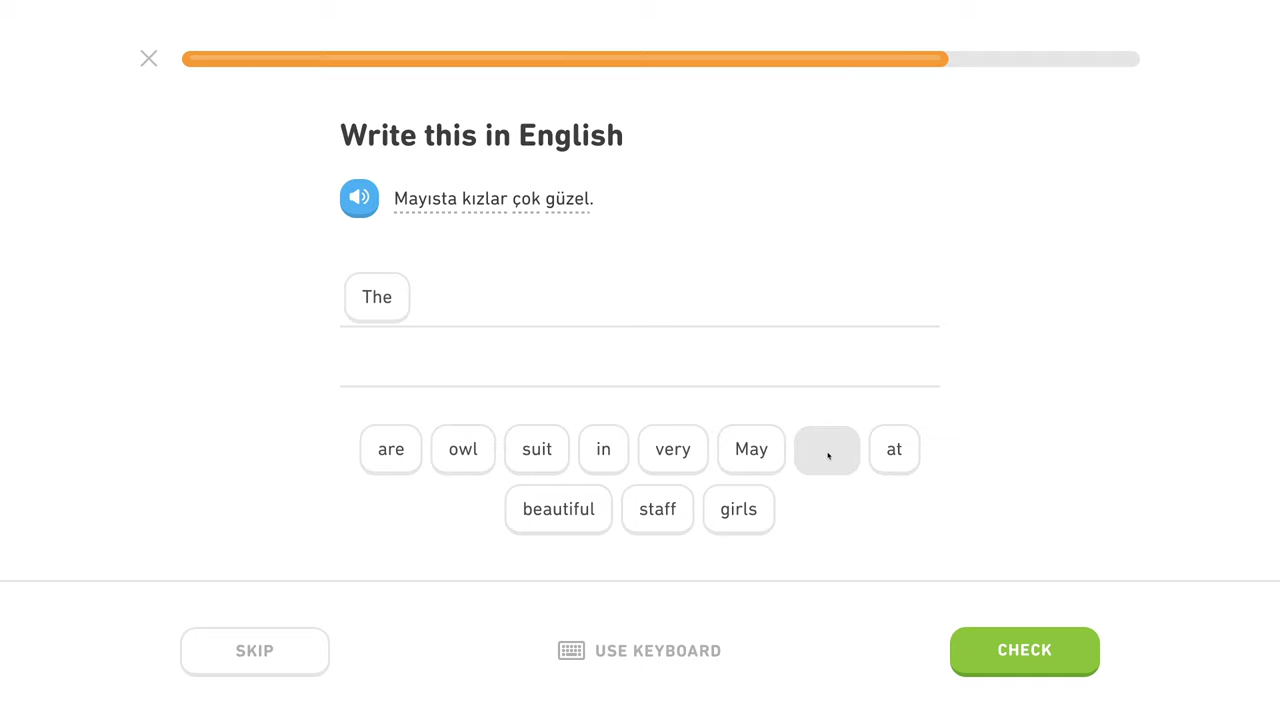 Write this in English
Mayısta kızlar çok güzel.
The
are owl suit in very May at
beautiful staff girls
SKIP USE KEYBOARD CHECK